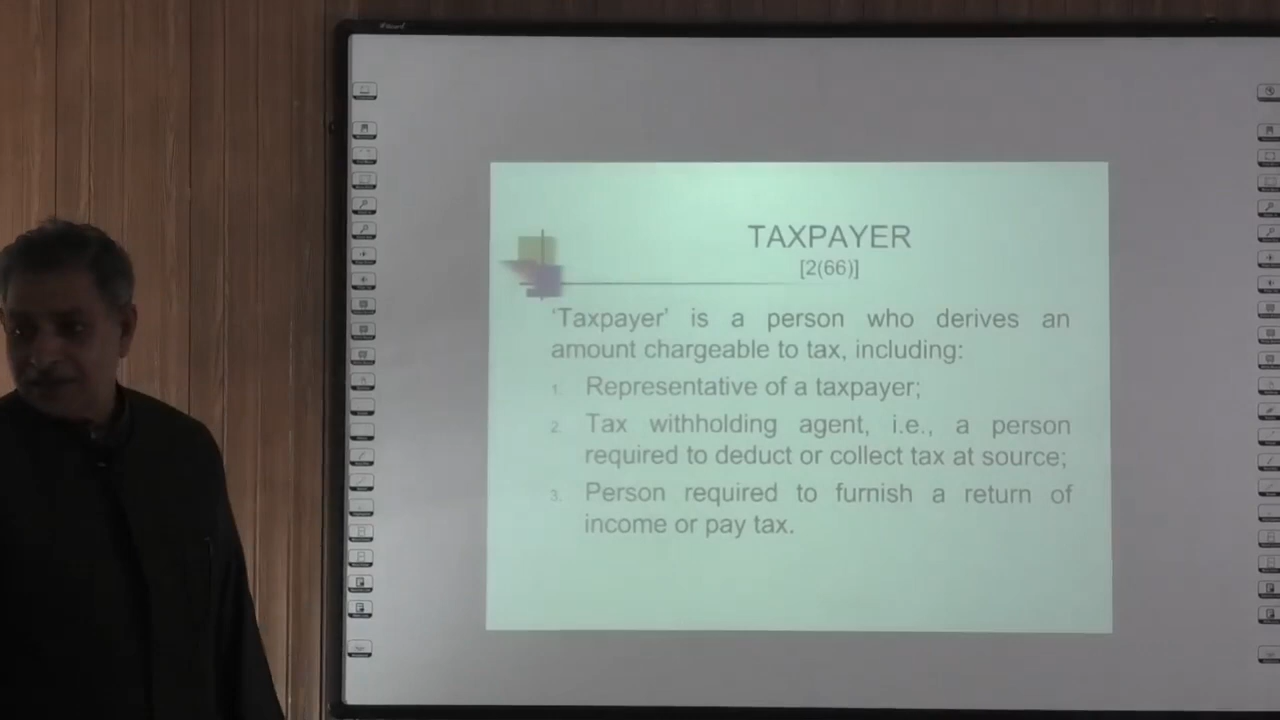 TAXPAYER
[2(66)]
‘Taxpayer’ is a person who derives an
amount chargeable to tax, including:
1. Representative of a taxpayer;
2. Tax withholding agent, i.e., a person
required to deduct or collect tax at source;
3. Person required to furnish a return of
income or pay tax.